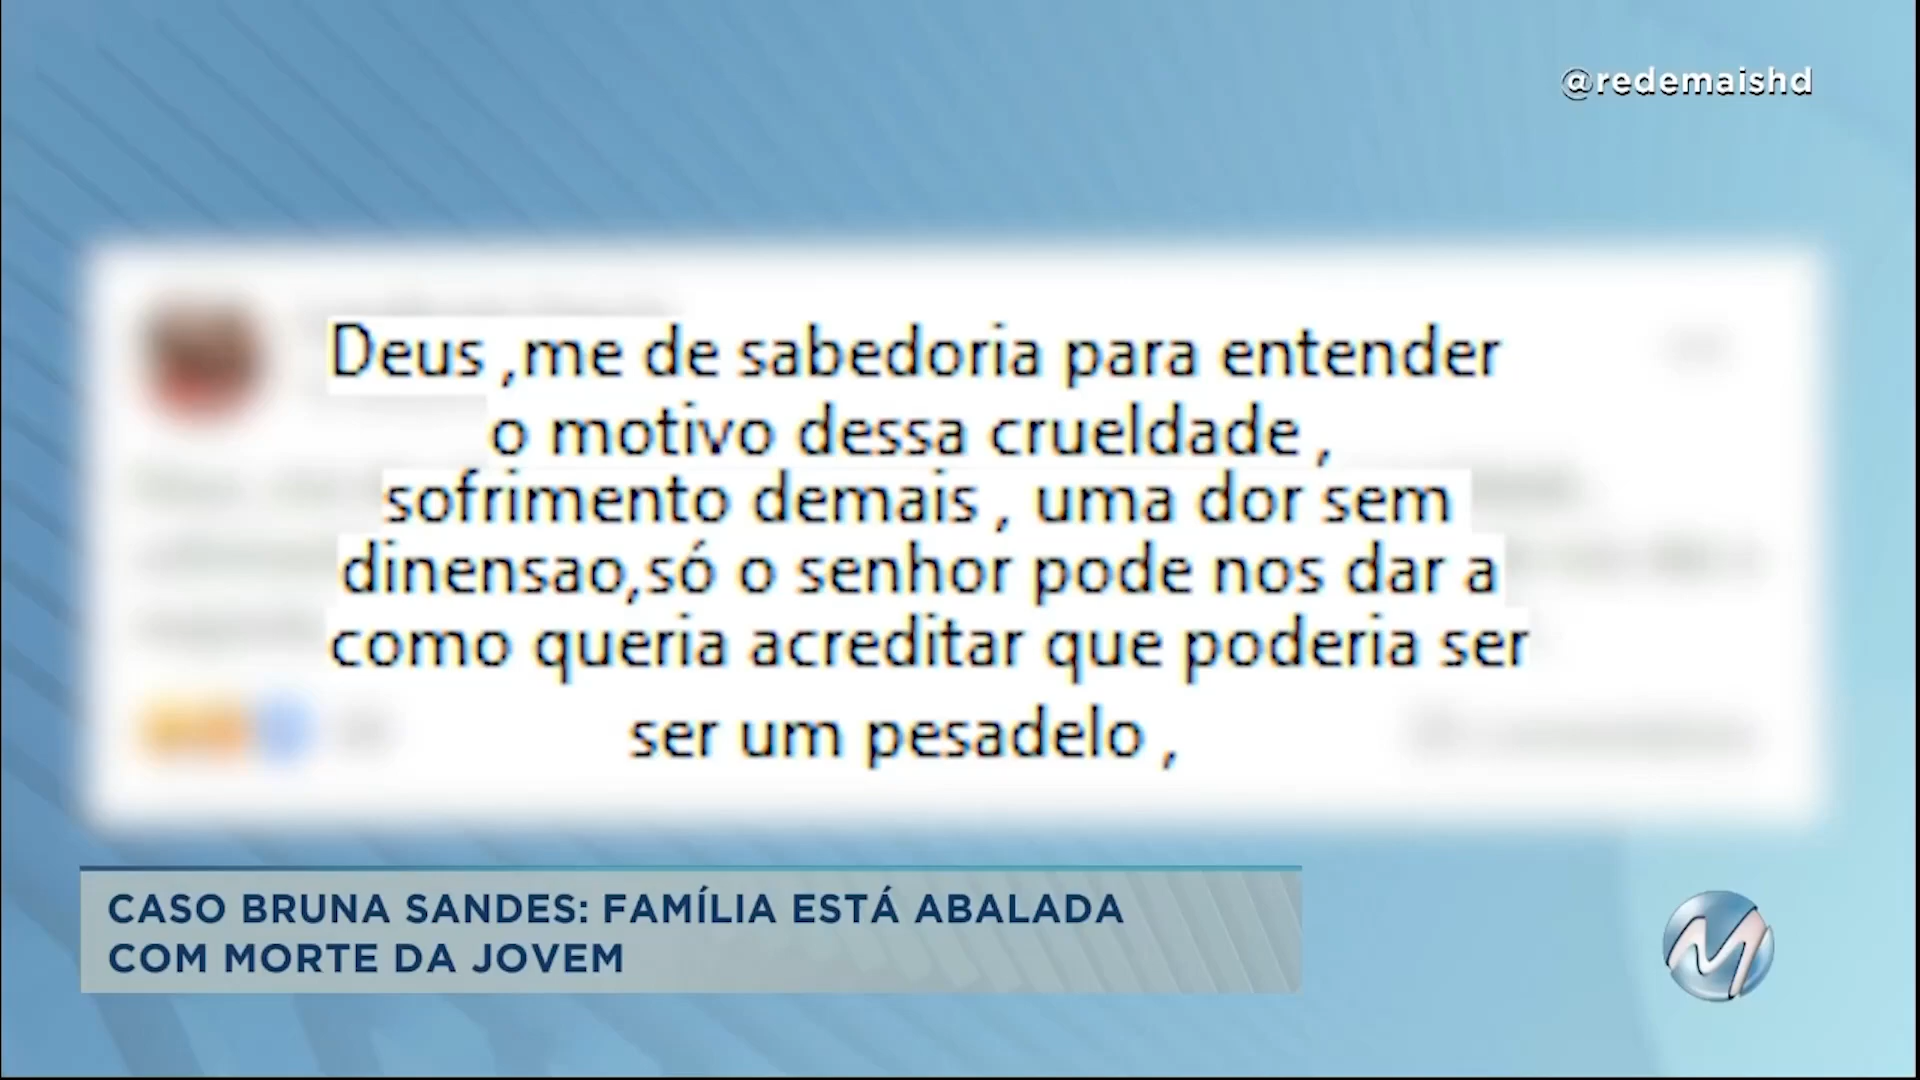 @redemaishd
Deus ,me de sabedoria para entender
o motivo dessa crueldade ,
sofrimento demais , uma dor sem
dinensao,só o senhor pode nos dar a
como queria acreditar que poderia ser
ser um pesadelo ,
CASO BRUNA SANDES: FAMÍLIA ESTÁ ABALADA
COM MORTE DA JOVEM